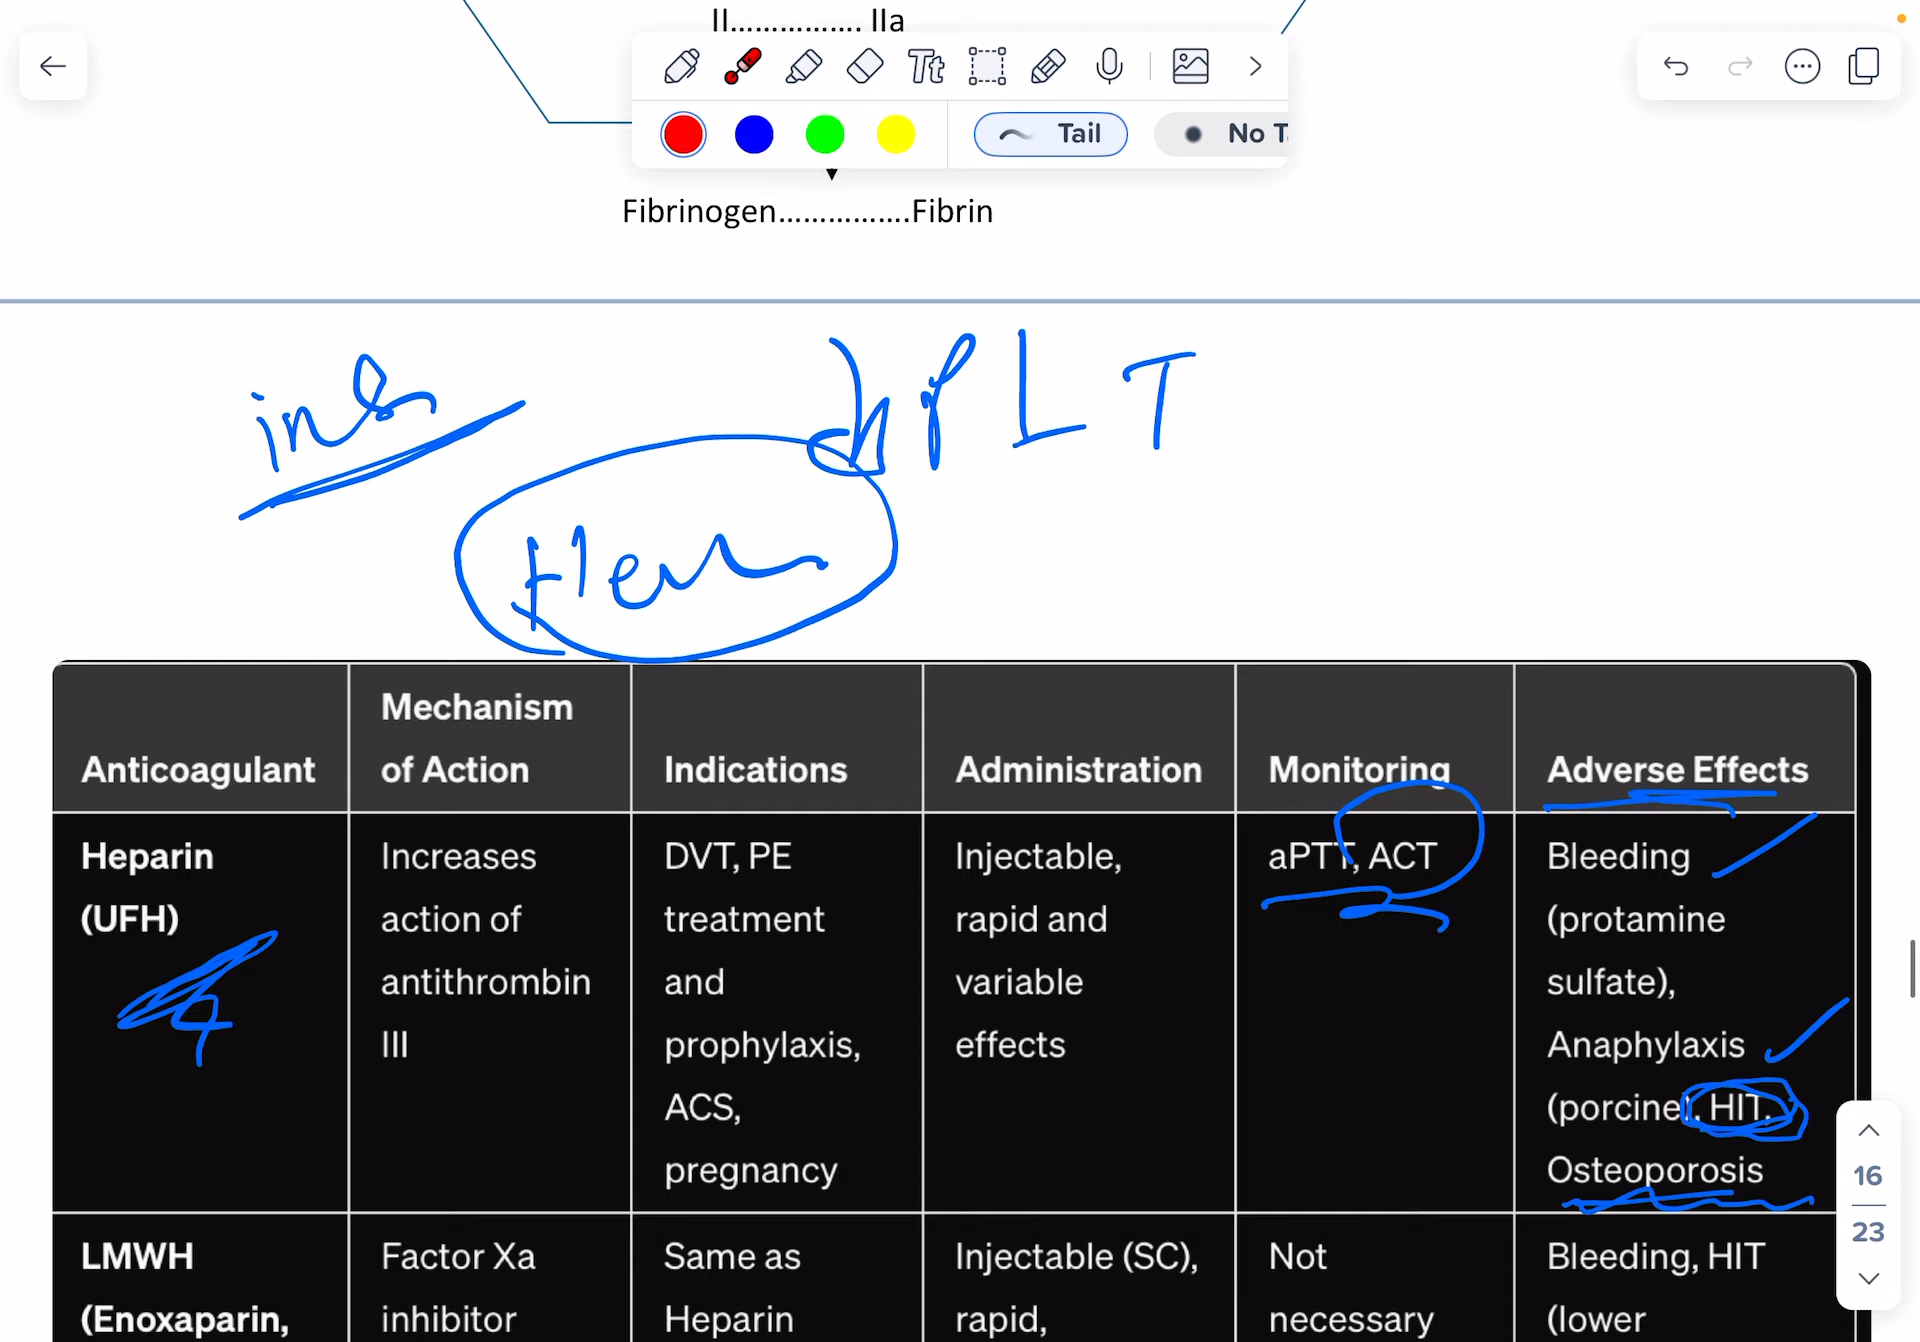 II............... IIa
Tt
Tail
No T
Fibrinogen................Fibrin
PLT
Anticoagulant
Mechanism
of Action
Indications
Administration
Monitoring
Adverse Effects
Heparin
(UFH)
Increases
action of
antithrombin
III
DVT, PE
treatment
and
prophylaxis,
ACS,
pregnancy
Injectable,
rapid and
variable
effects
aPTT, ACT
Bleeding
(protamine
sulfate),
Anaphylaxis
(porcine), HIT,
Osteoporosis
LMWH
(Enoxaparin,
Factor Xa
inhibitor
Same as
Heparin
Injectable (SC),
rapid,
Not
necessary
Bleeding, HIT
(lower
16
23